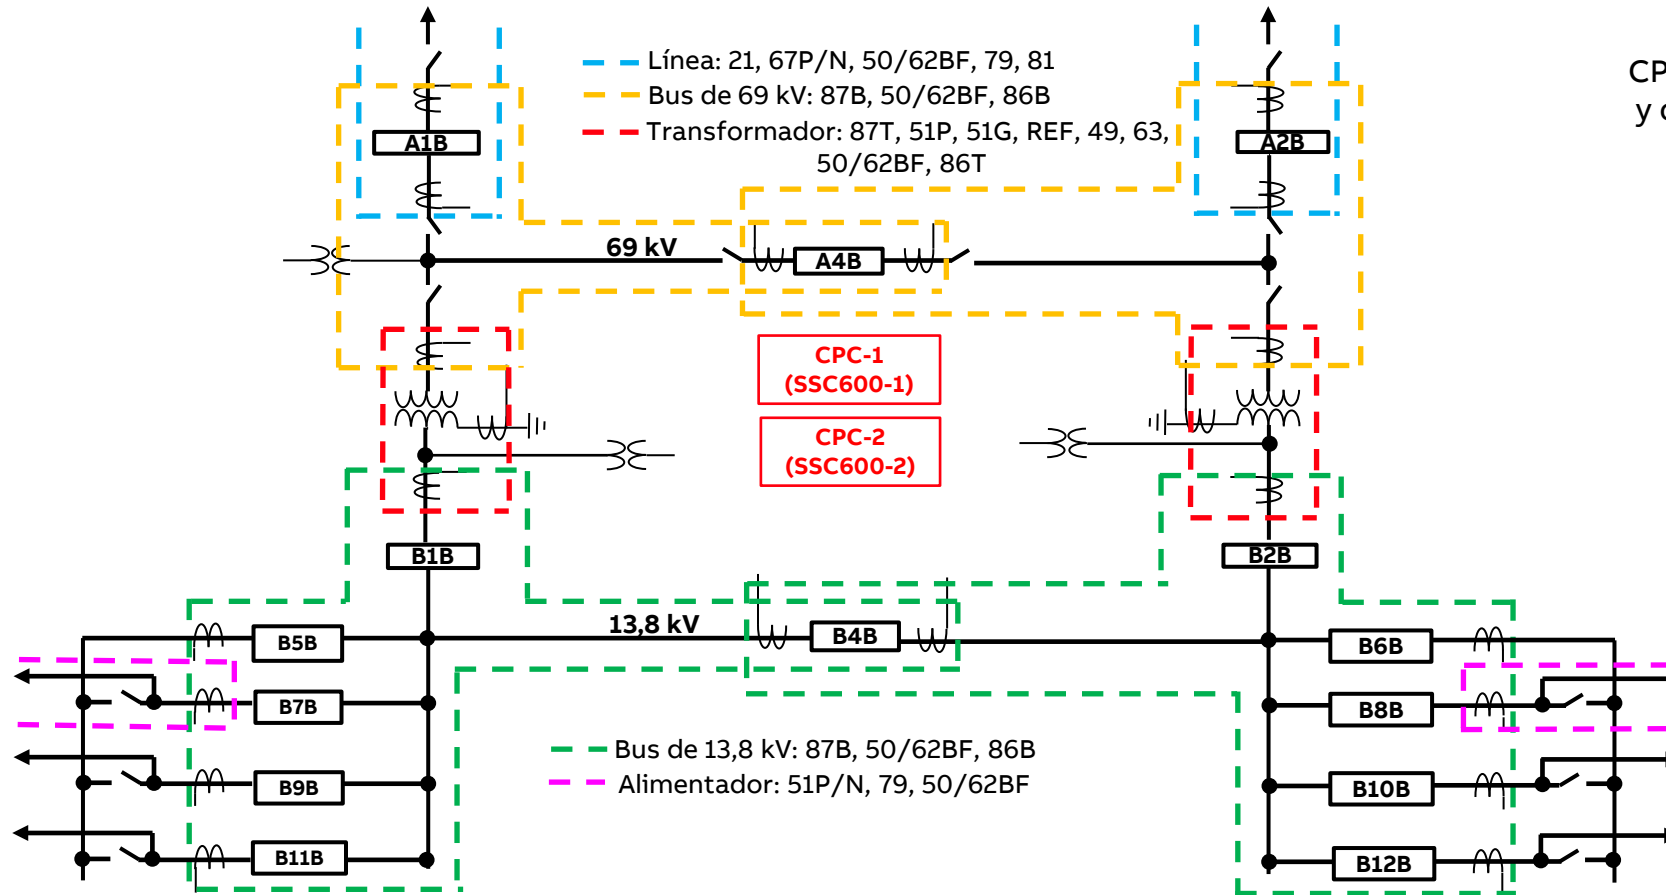 Línea: 21, 67P/N, 50/62BF, 79, 81
CP
Bus de 69 kV: 87B, 50/62BF, 86B
y
Transformador: 87T, 51P, 51G, REF, 49, 63,
50/62BF, 86T
A1B
A2B
69 kV
A4B
CPC-1
(SSC600-1)
CPC-2
(SSC600-2)
B1B
B2B
13,8 kV
B4B
B5B
B6B
B7B
B8B
Bus de 13,8 kV: 87B, 50/62BF, 86B
Alimentador: 51P/N, 79, 50/62BF
B9B
B10B
B11B
B12B